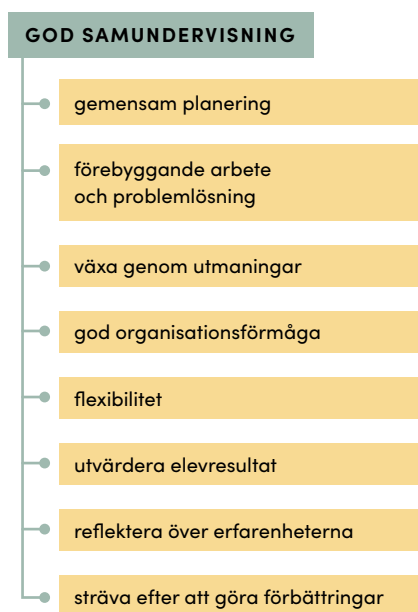 GOD SAMUNDERVISNING
gemensam planering
förebyggande arbete
och problemlösning
växa genom utmaningar
god organisationsförmåga
flexibilitet
utvärdera elevresultat
reflektera över erfarenheterna
sträva efter att göra förbättringar